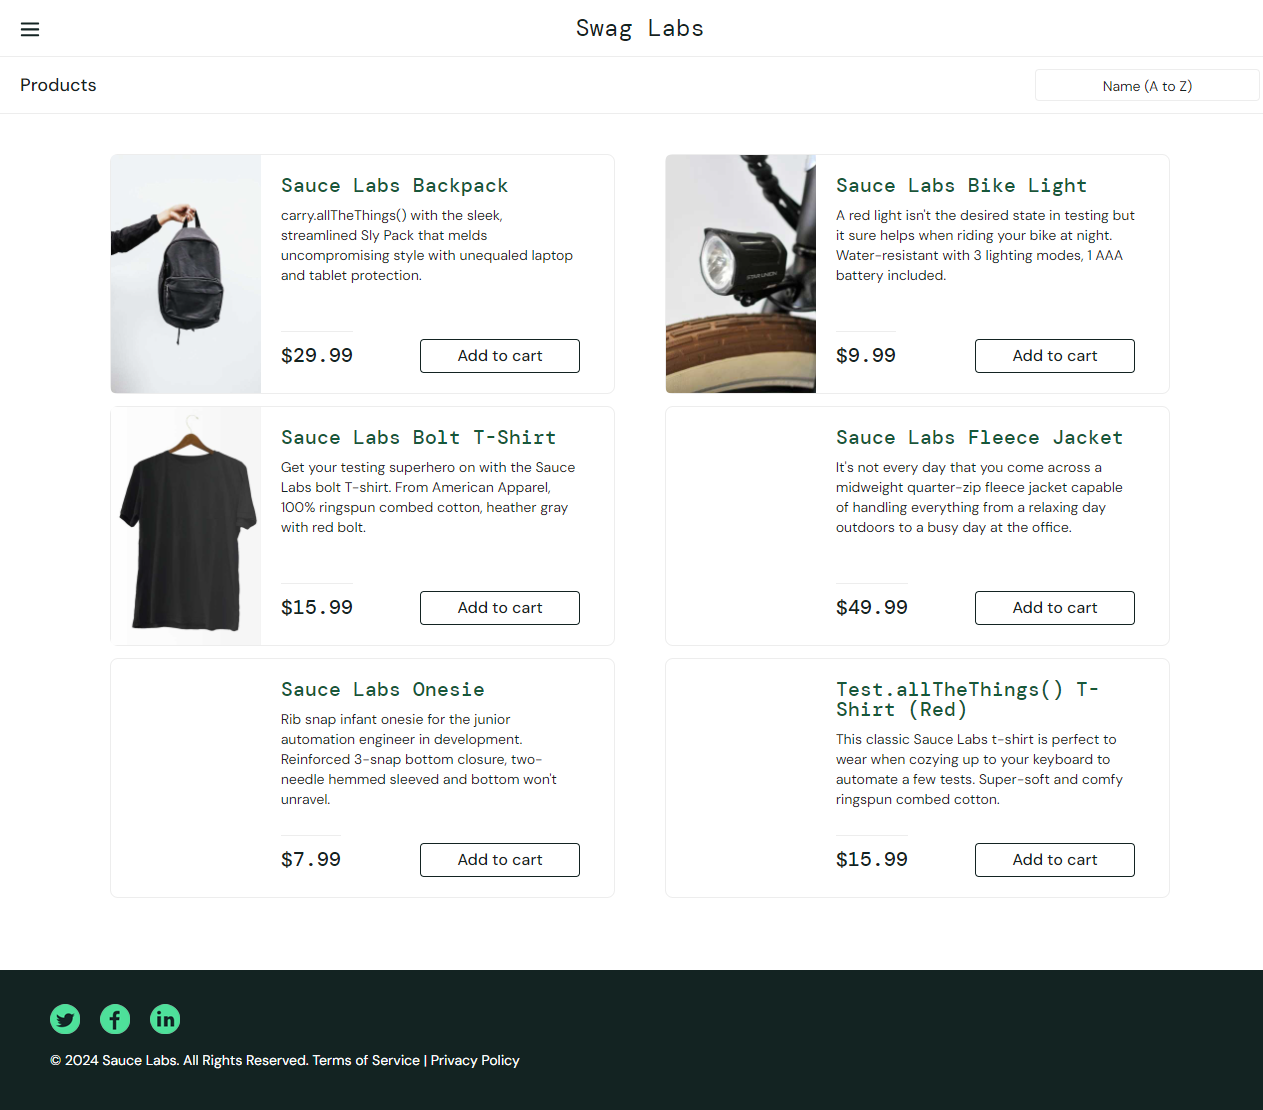 Swag Labs
Products
Name (A to Z)
Sauce Labs Backpack
carry.allTheThings() with the sleek,
streamlined Sly Pack that melds
uncompromising style with unequaled laptop
and tablet protection.
$29.99
Add to cart
Sauce Labs Bike Light
A red light isn't the desired state in testing but
it sure helps when riding your bike at night.
Water-resistant with 3 lighting modes, 1 AAA
battery included.
$9.99
Add to cart
Sauce Labs Bolt T-Shirt
Get your testing superhero on with the Sauce
Labs bolt T-shirt. From American Apparel,
100% ringspun combed cotton, heather gray
with red bolt.
$15.99
Add to cart
Sauce Labs Fleece Jacket
It's not every day that you come across a
midweight quarter-zip fleece jacket capable
of handling everything from a relaxing day
outdoors to a busy day at the office.
$49.99
Add to cart
Sauce Labs Onesie
Rib snap infant onesie for the junior
automation engineer in development.
Reinforced 3-snap bottom closure, two-
needle hemmed sleeved and bottom won't
unravel.
$7.99
Add to cart
Test.allTheThings() T-
Shirt (Red)
This classic Sauce Labs t-shirt is perfect to
wear when cozying up to your keyboard to
automate a few tests. Super-soft and comfy
ringspun combed cotton.
$15.99
Add to cart
© 2024 Sauce Labs. All Rights Reserved. Terms of Service | Privacy Policy